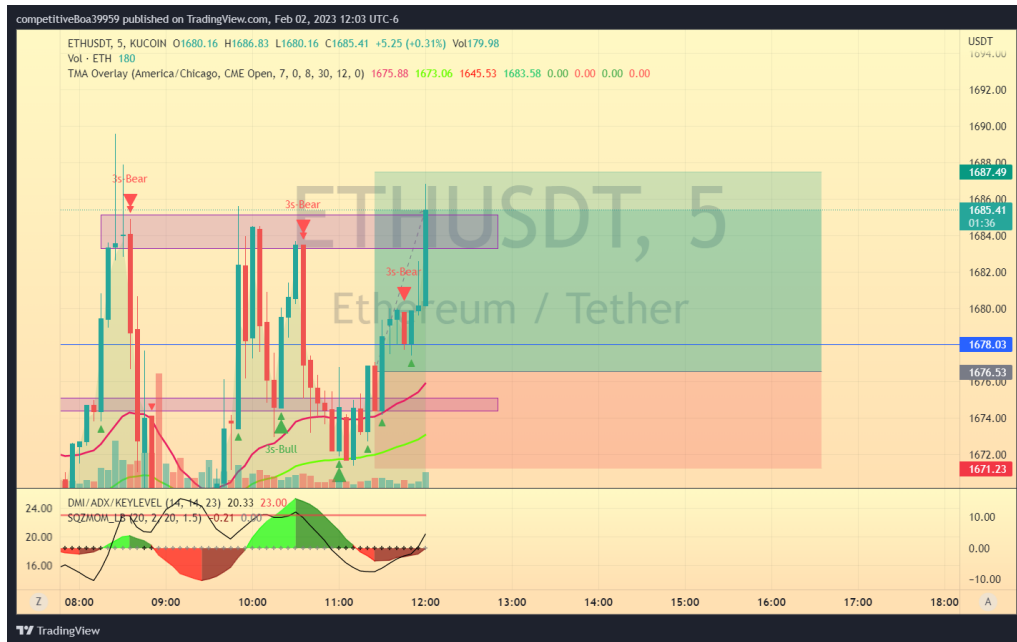 competitiveBoa39959 published on TradingView.com, Feb 02, 2023 12:03 UTC-6
ETHUSDT, 5, KUCOIN O1680.16 H1686.83 L1680.16 C1685.41 +5.25 (+0.31%) Vol179.98
Vol · ETH 180
TMA Overlay (America/Chicago, CME Open, 7, 0, 8, 30, 12, 0) 1675.88 1673.06 1645.53 1683.58 0.00 0.00 0.00 0.00
USDT
1694.00
1692.00
1690.00
1688.00
1687.49
1686.00
1685.41
01:36
1684.00
1682.00
1680.00
1678.03
1676.53
1676.00
1674.00
1672.00
1671.23
3s-Bear
3s-Bear
3s-Bear
3s-Bull
ETHUSDT, 5
Ethereum / Tether
DMI/ADX/KEYLEVEL (14, 14, 23) 20.33 23.00
SQZMOM_LB (20, 2, 20, 1.5) −0.21 0.00
24.00
20.00
16.00
10.00
0.00
−10.00
Z 08:00 09:00 10:00 11:00 12:00 13:00 14:00 15:00 16:00 17:00 18:00 A
TradingView